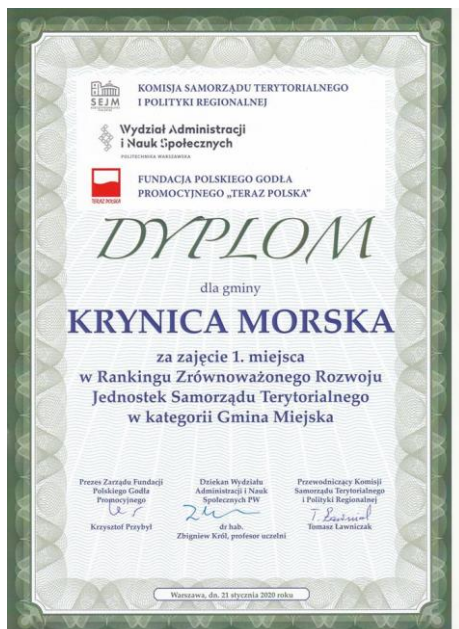 SEJM
KOMISJA SAMORZĄDU TERYTORIALNEGO
I POLITYKI REGIONALNEJ
Wydział Administracji
i Nauk Społecznych
POLITECHNIKA WARSZAWSKA
TERAZ POLSKA
FUNDACJA POLSKIEGO GODŁA
PROMOCYJNEGO „TERAZ POLSKA"
DYPLOM
dla gminy
KRYNICA MORSKA
za zajęcie 1. miejsca
w Rankingu Zrównoważonego Rozwoju
Jednostek Samorządu Terytorialnego
w kategorii Gmina Miejska
Prezes Zarządu Fundacji
Polskiego Godła
Promocyjnego
Krzysztof Przybył
Dziekan Wydziału
Administracji i Nauk
Społecznych PW
dr hab.
Zbigniew Król, profesor uczelni
Przewodniczący Komisji
Samorządu Terytorialnego
i Polityki Regionalnej
Tomasz Ławniczak
Warszawa, dn. 21 stycznia 2020 roku